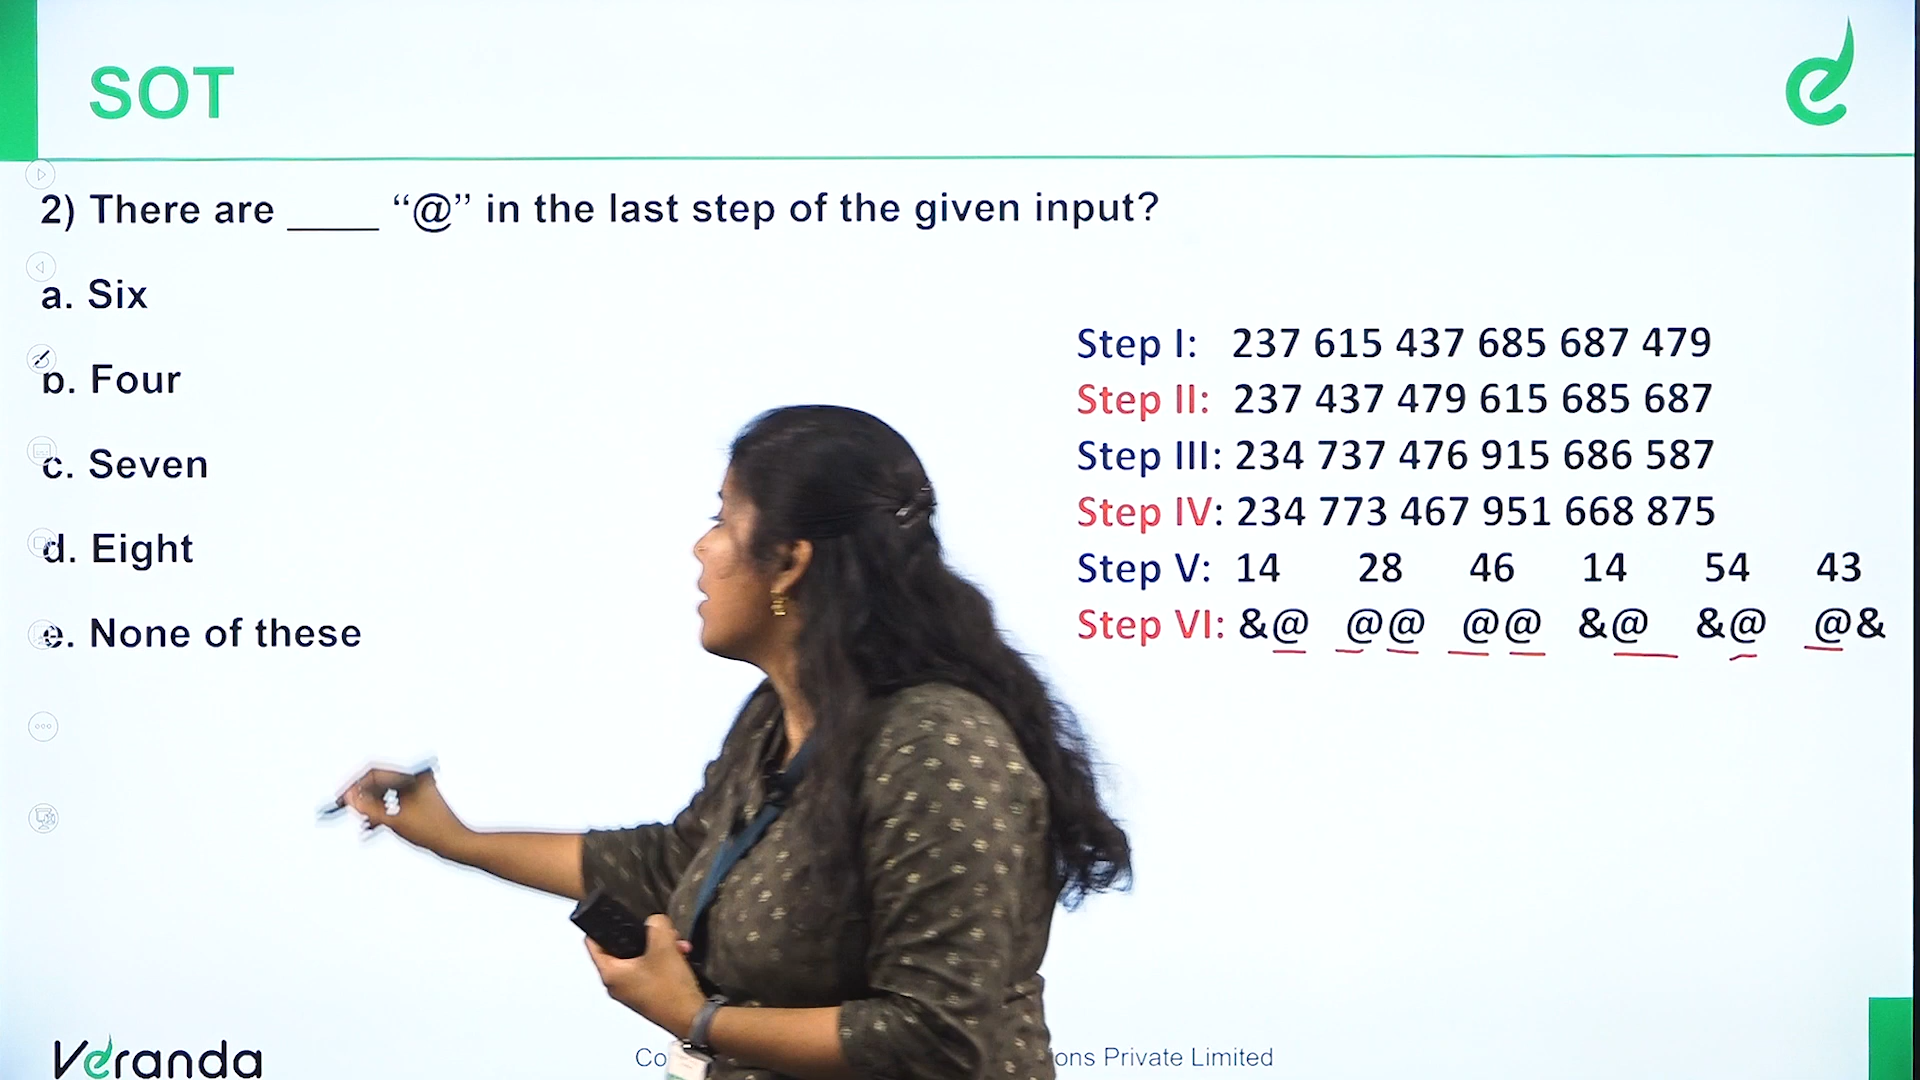 SOT
2) There are ____ “@” in the last step of the given input?
a. Six
b. Four
c. Seven
d. Eight
e. None of these
Step I: 237 615 437 685 687 479
Step II: 237 437 479 615 685 687
Step III: 234 737 476 915 686 587
Step IV: 234 773 467 951 668 875
Step V: 14 28 46 14 54 43
Step VI: &@ @@ @@ &@ &@ @&
Veranda
Private Limited